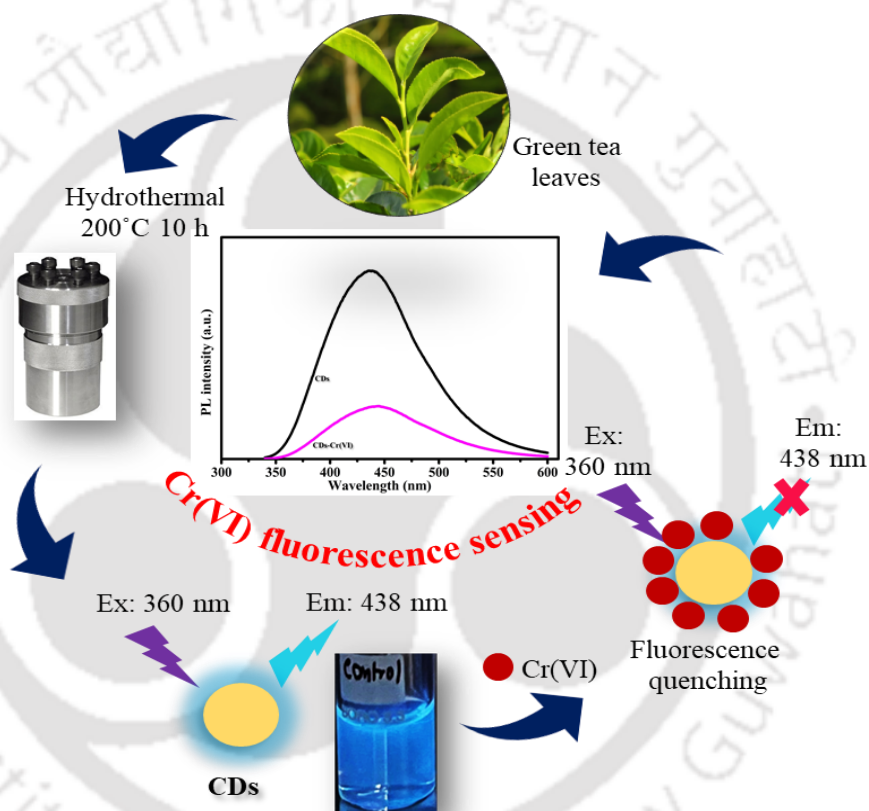 Green tea
leaves
Hydrothermal
200˚C 10 h
PL intensity (a.u.)
CDs
CDs-Cr(VI)
300 350 400 450 500 550 600
Wavelength (nm)
Cr(VI) fluorescence sensing
Ex:
360 nm
Em:
438 nm
Fluorescence
quenching
Ex: 360 nm
Em: 438 nm
CDs
Control
Cr(VI)
प्रौद्योगिकी
गुवाहाटी
Guwahati